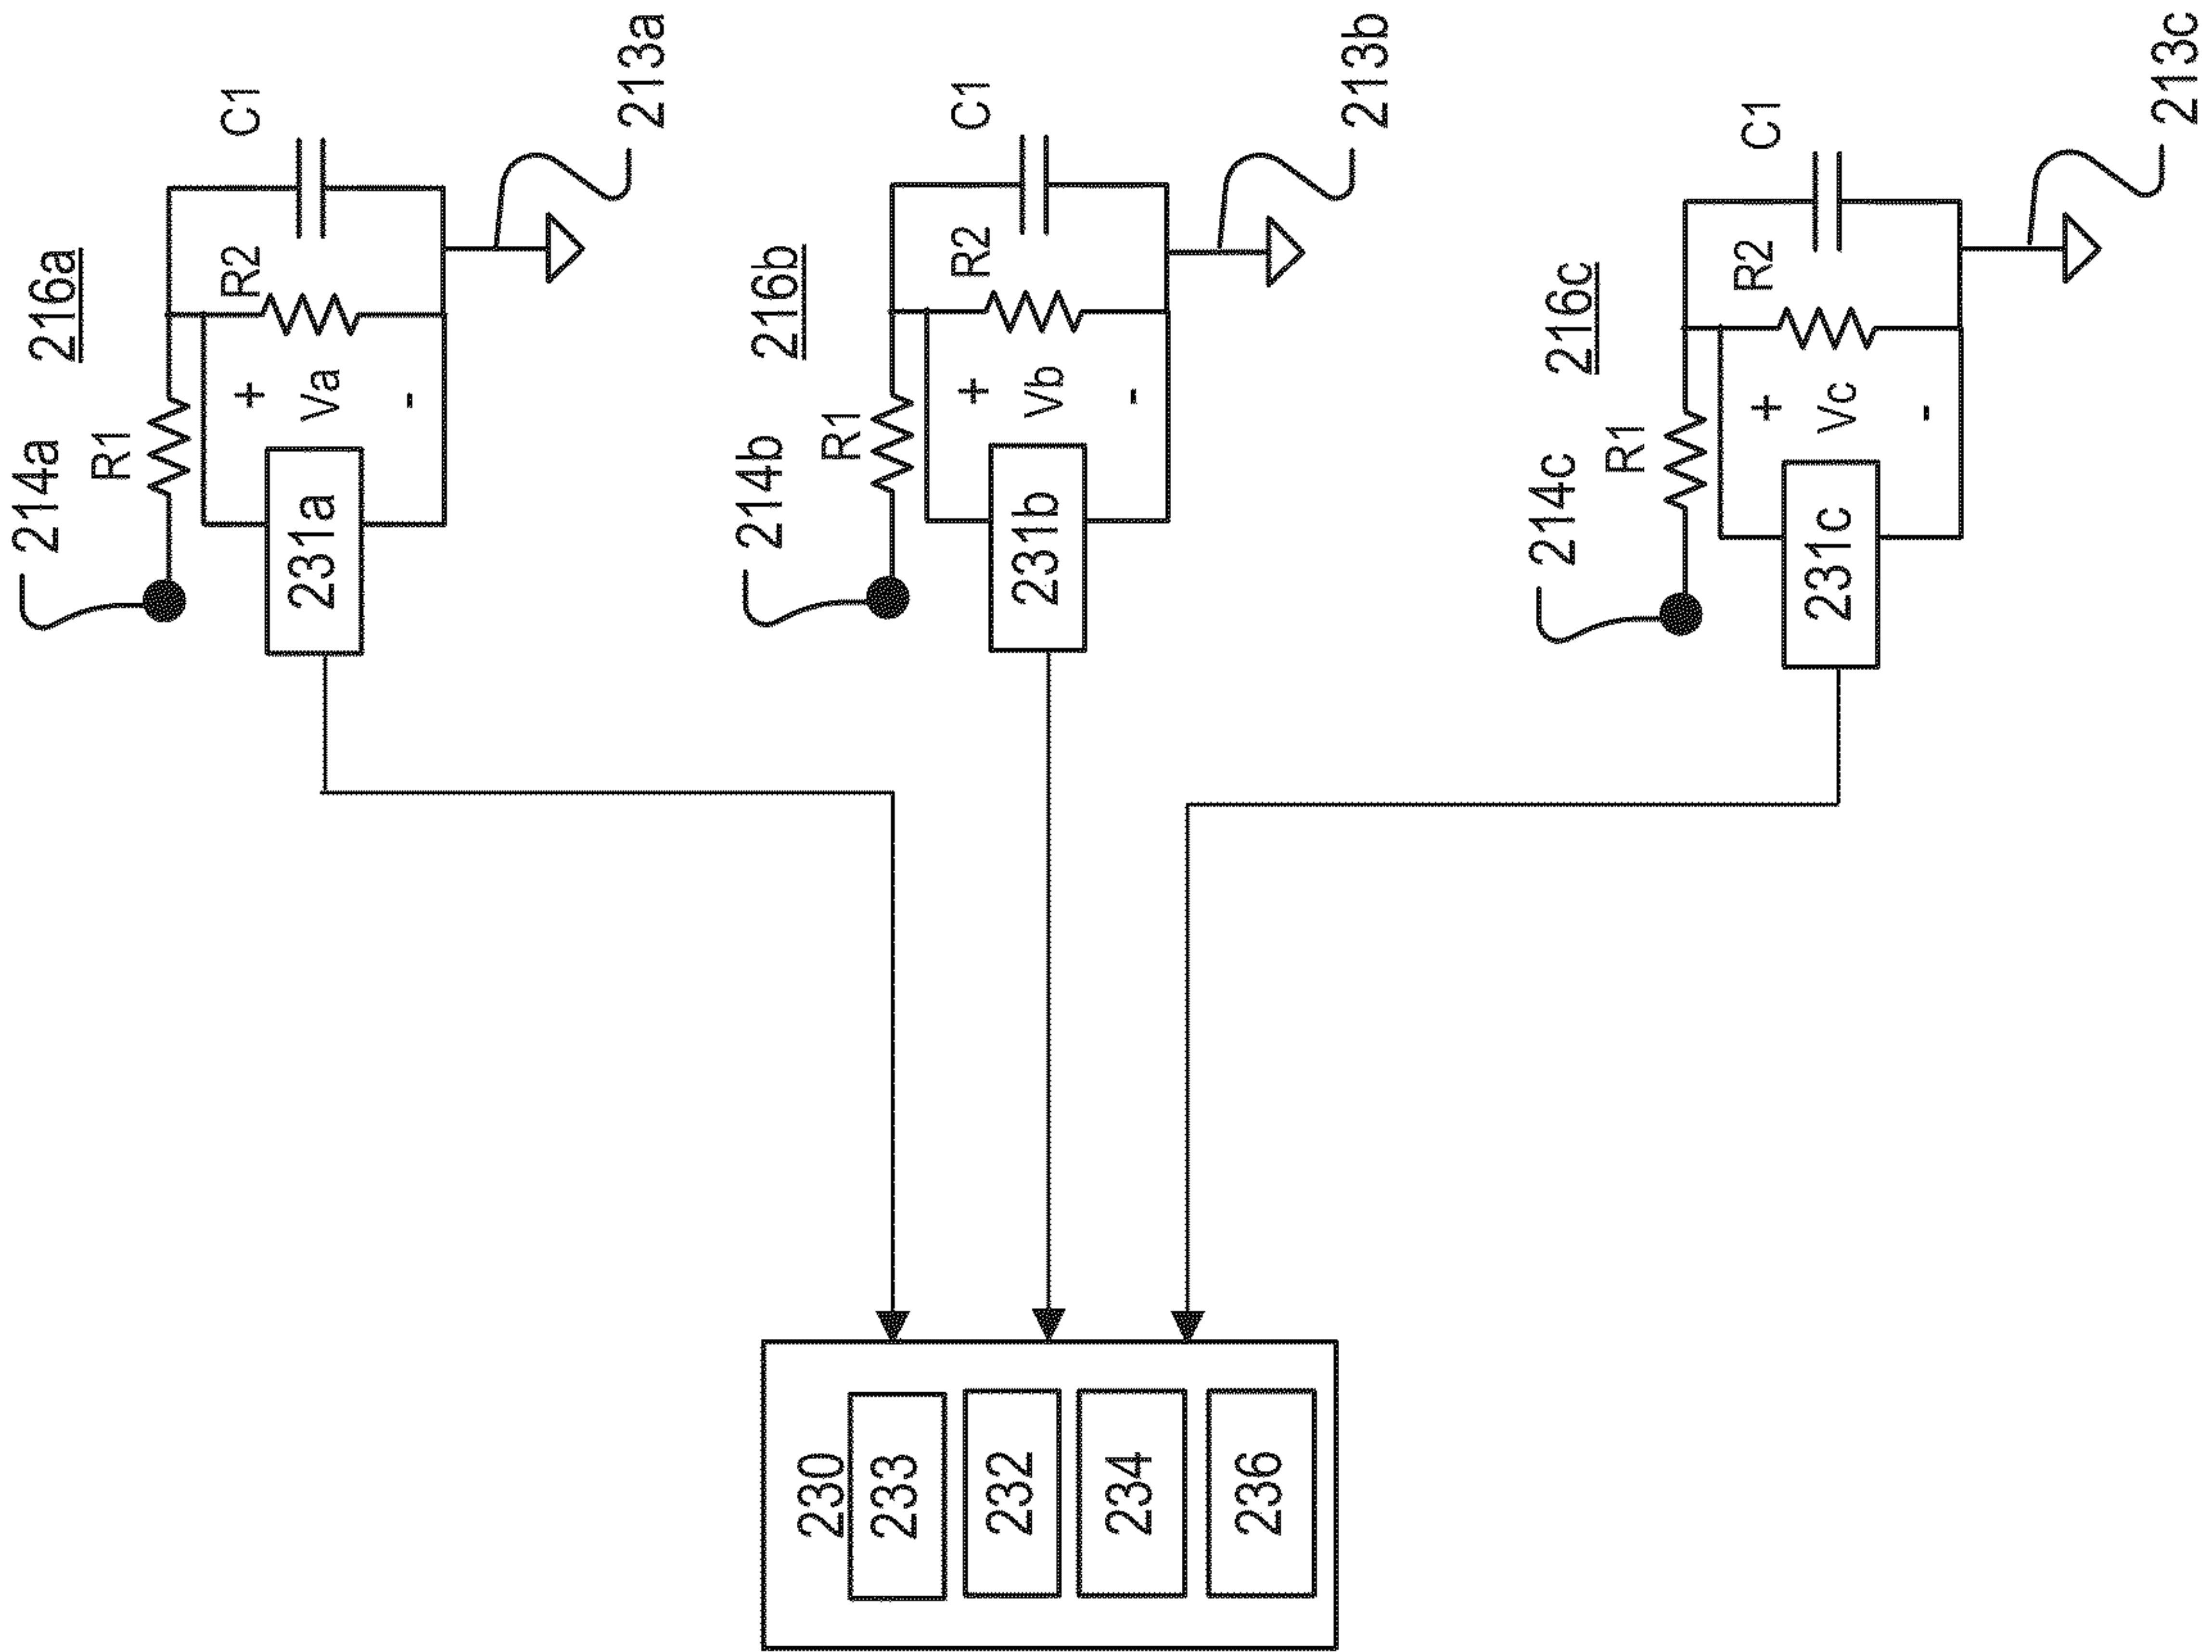 214a
216a
R1
R2
C1
+
Va
-
231a
213a
214b
216b
R1
R2
C1
+
Vb
-
231b
213b
214c
216c
R1
R2
C1
+
Vc
-
231c
213c
230
233
232
234
236